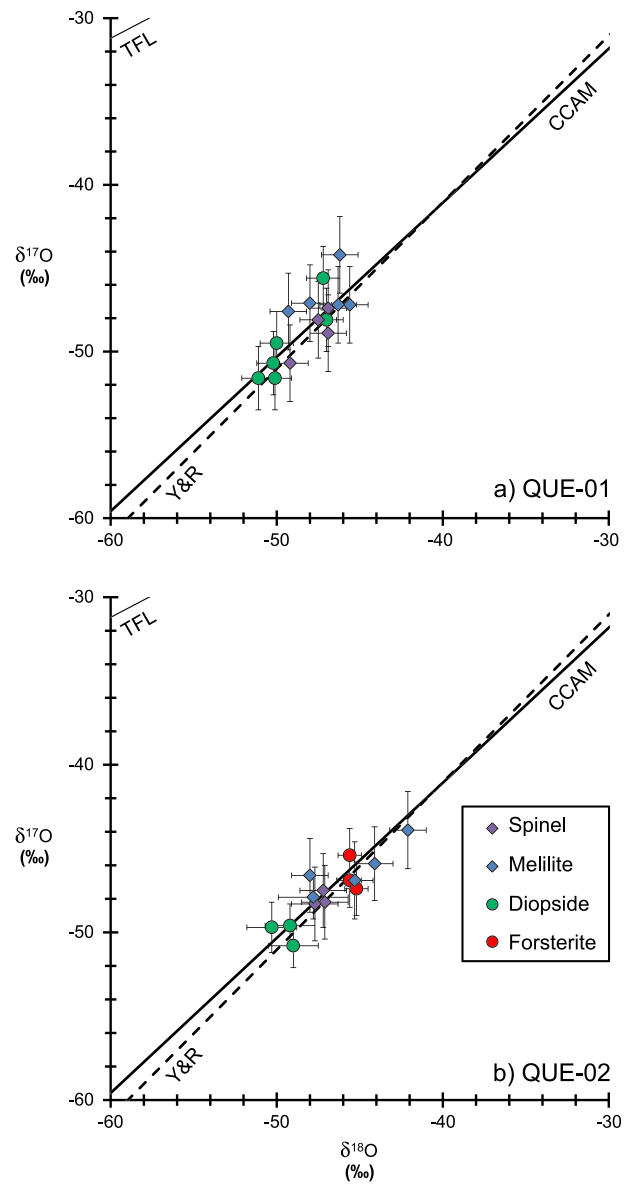 -30
TFL
CCAM
-40
δ¹⁷O
(‰)
-50
Y&R
a) QUE-01
-60
-60
-50
-40
-30
-30
TFL
CCAM
-40
Spinel
δ¹⁷O
(‰)
Melilite
Diopside
-50
Forsterite
Y&R
b) QUE-02
-60
-60
-50
-40
-30
δ¹⁸O
(‰)